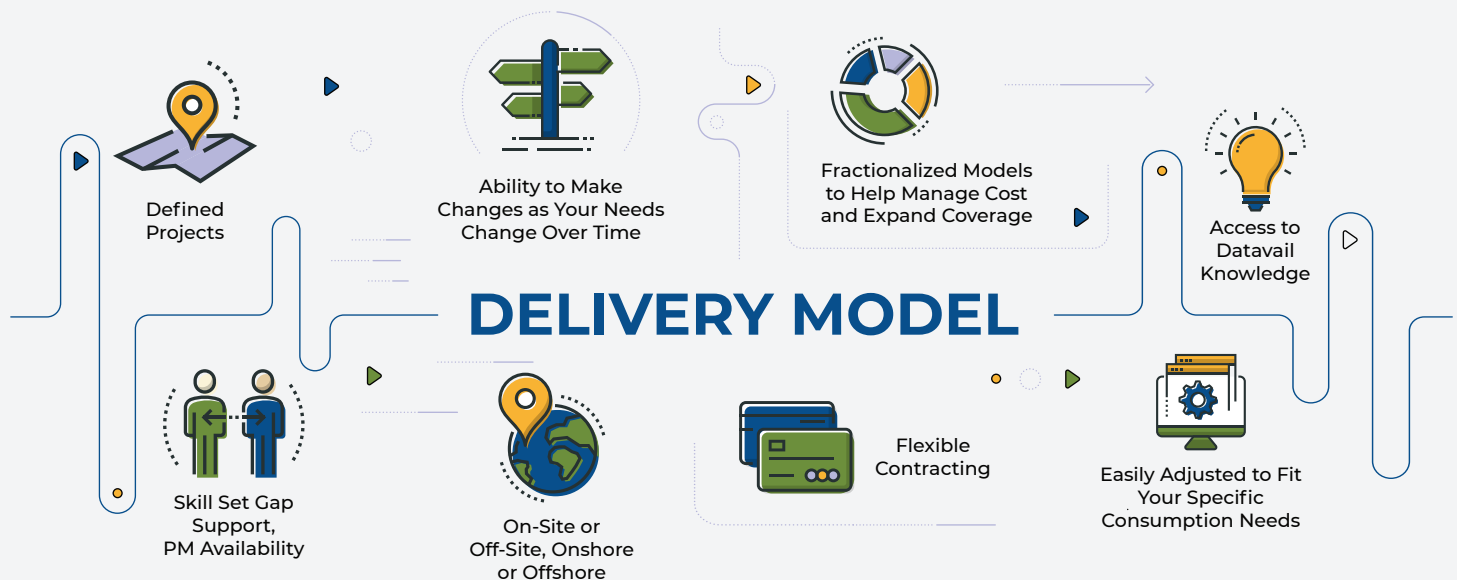 Defined
Projects
Ability to Make
Changes as Your Needs
Change Over Time
Fractionalized Models
to Help Manage Cost
and Expand Coverage
Access to
Datavail
Knowledge
DELIVERY MODEL
Skill Set Gap
Support,
PM Availability
On-Site or
Off-Site, Onshore
or Offshore
Flexible
Contracting
Easily Adjusted to Fit
Your Specific
Consumption Needs